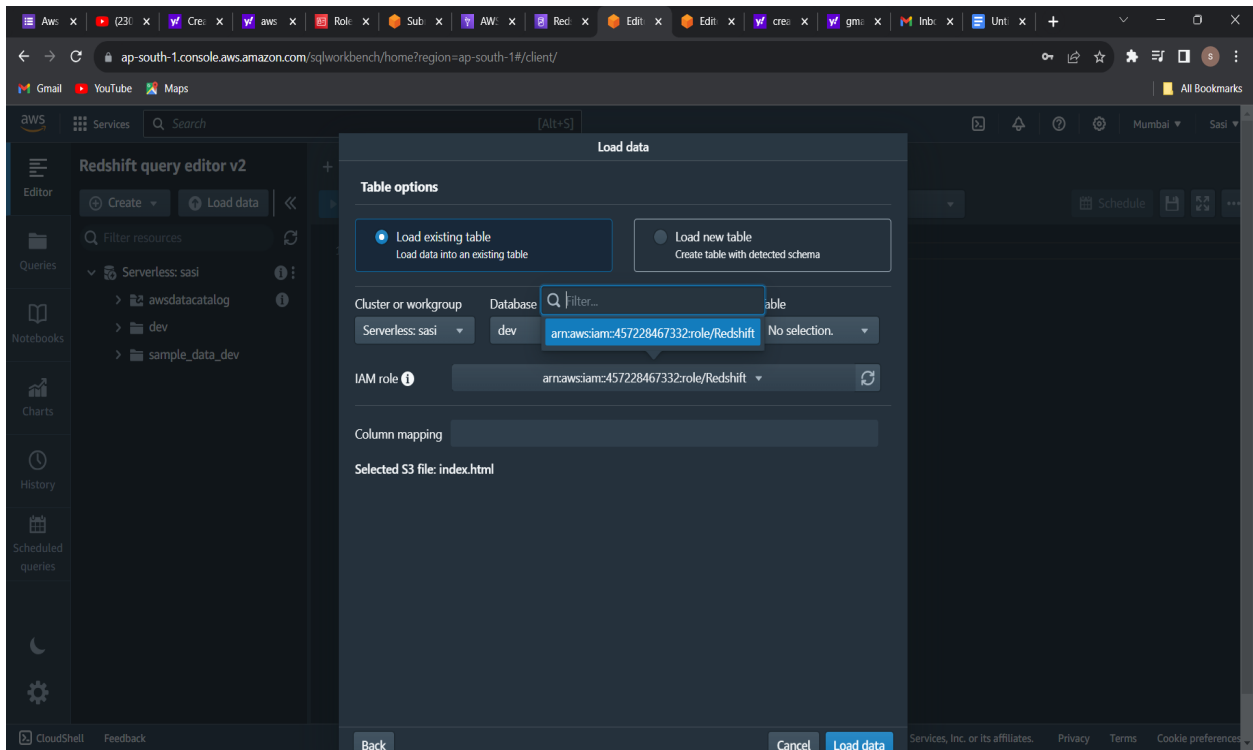 Aws
(230
Crea
aws
Role
Sub
AWS
Reds
Edit
Edit
crea
gma
Inbo
Unti
ap-south-1.console.aws.amazon.com/sqlworkbench/home?region=ap-south-1#/client/
Gmail YouTube Maps All Bookmarks
aws Services Search [Alt+S] Mumbai Sasi
Load data
Redshift query editor v2
Editor
Create Load data Schedule
Table options
Filter resources
Load existing table
Load data into an existing table
Load new table
Create table with detected schema
Queries
Serverless: sasi
awsdatacatalog
dev
sample_data_dev
Notebooks
Cluster or workgroup Database Filter... able
Serverless: sasi dev arn:aws:iam::457228467332:role/Redshift No selection.
IAM role arn:aws:iam::457228467332:role/Redshift
Charts
Column mapping
Selected S3 file: index.html
History
Scheduled
queries
Back Cancel Load data
CloudShell Feedback Services, Inc. or its affiliates. Privacy Terms Cookie preferences